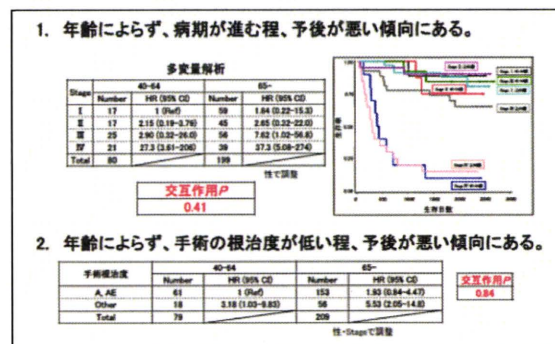 1. 年齢によらず、病期が進む程、予後が悪い傾向にある。
多変量解析
Stage 40-64 65-
Number HR (95% CI) Number HR (95% CI)
I 17 1 (Ref) 59 1.84 (0.22-15.3)
II 17 2.15 (0.19-3.79) 45 2.65 (0.32-22.0)
III 25 2.90 (0.32-26.0) 56 7.62 (1.02-56.8)
IV 21 27.3 (3.61-206) 39 37.3 (5.08-274)
Total 80 199
性で調整
交互作用P
0.41
生存率
生存日数
2. 年齢によらず、手術の根治度が低い程、予後が悪い傾向にある。
手術根治度 40-64 65-
Number HR (95% CI) Number HR (95% CI)
A, AE 61 1 (Ref) 153 1.93 (0.84-4.47)
Other 18 3.18 (1.03-9.83) 56 5.53 (2.05-14.8)
Total 79 209
性・Stageで調整
交互作用P
0.84